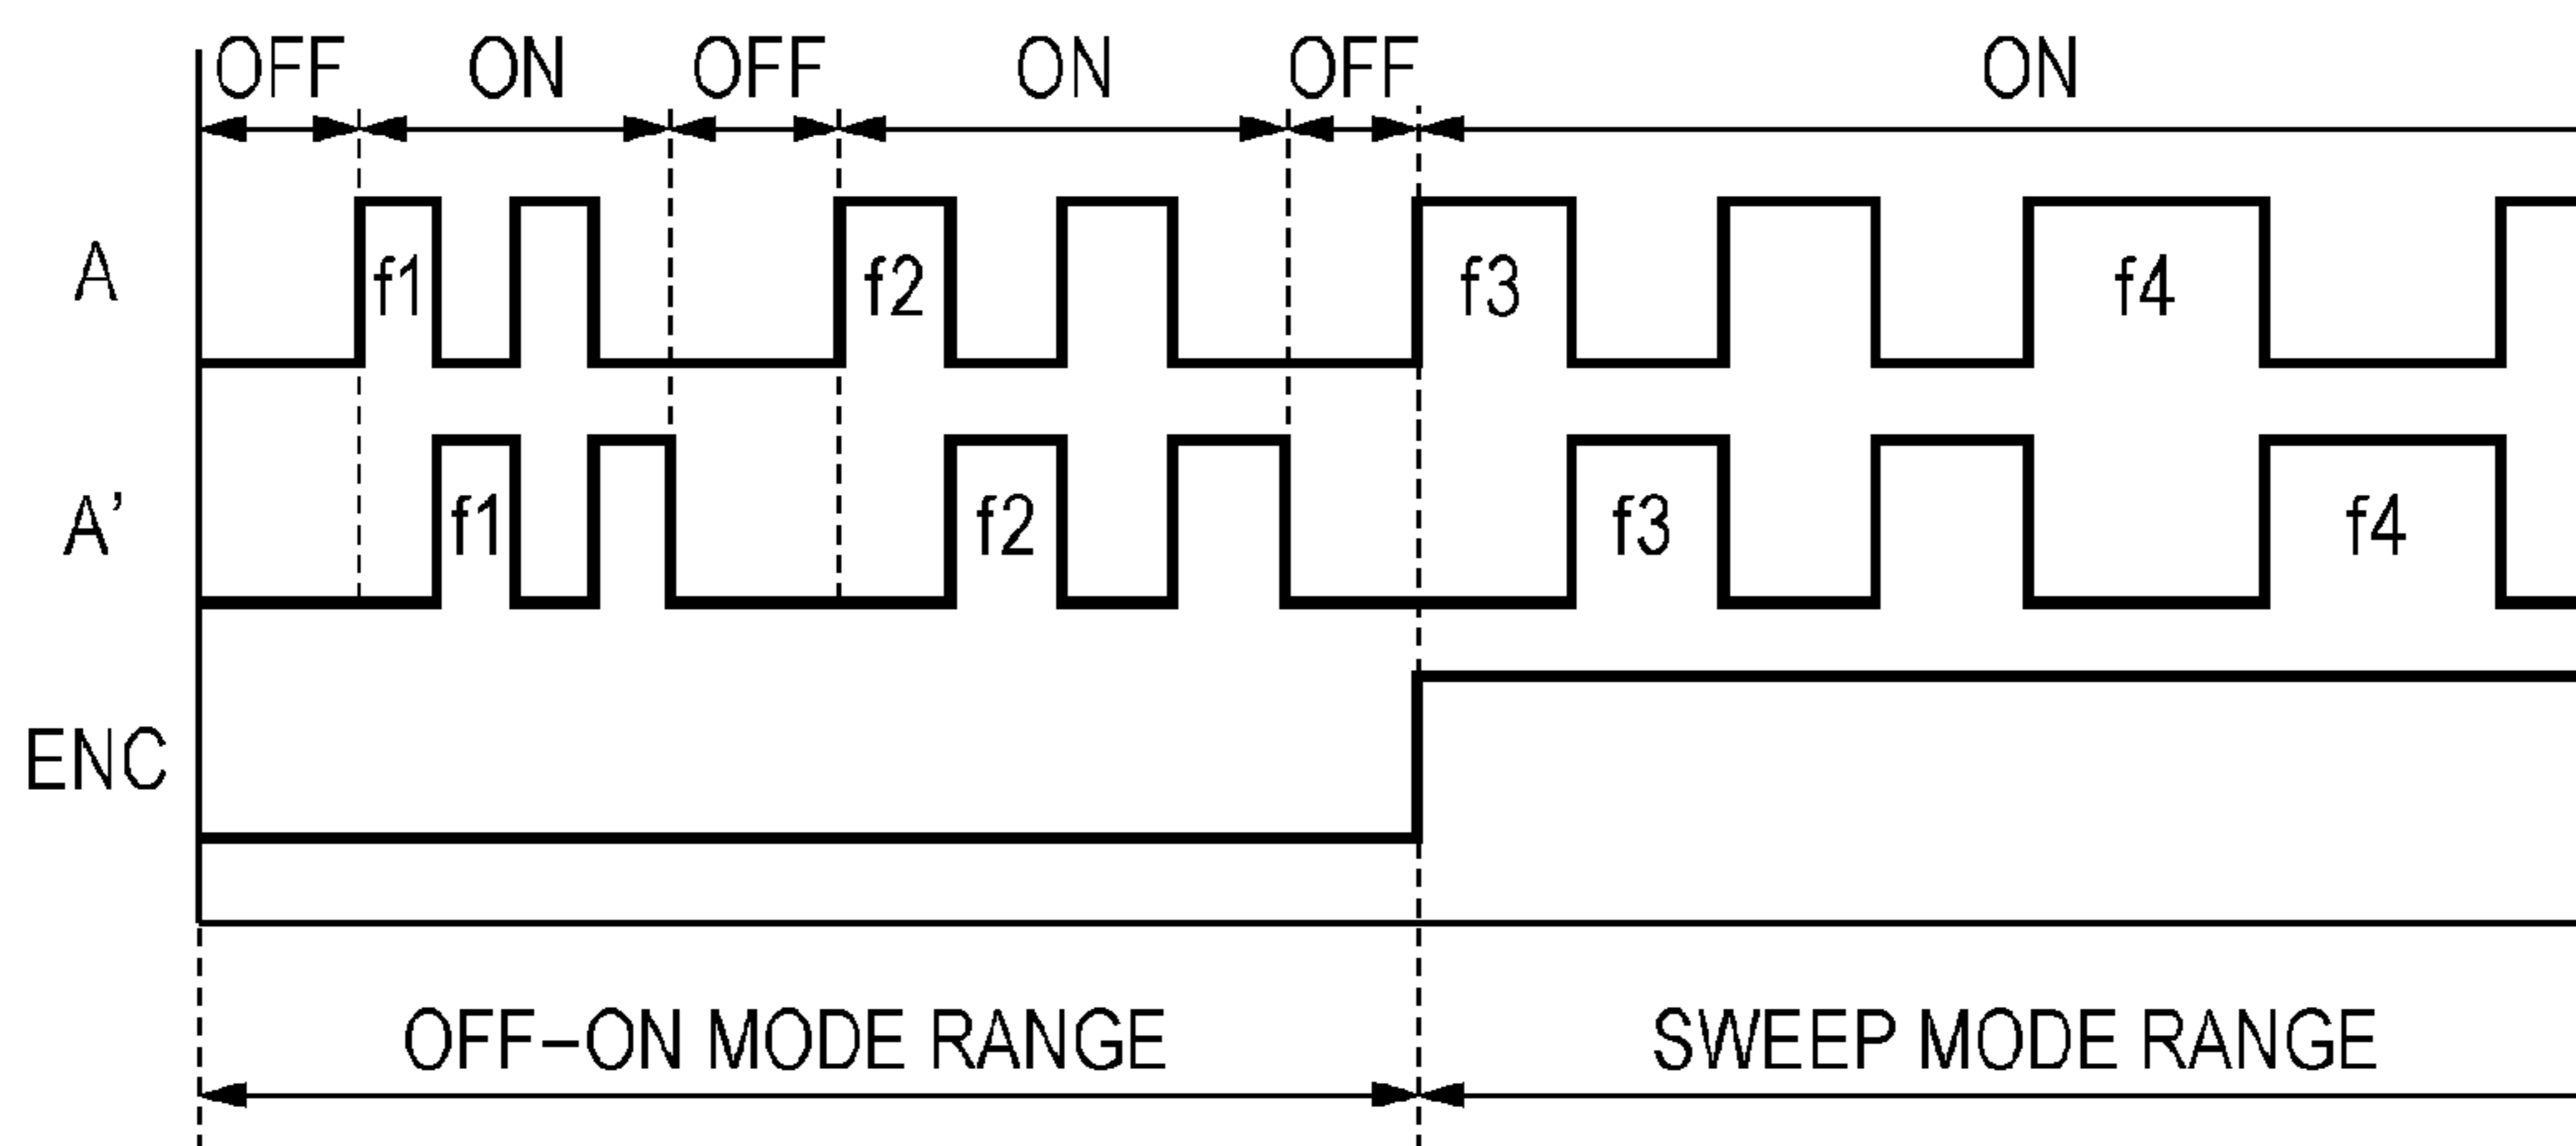 OFF ON OFF ON OFF ON
A f1 f2 f3 f4
A’ f1 f2 f3 f4
ENC
OFF–ON MODE RANGE SWEEP MODE RANGE